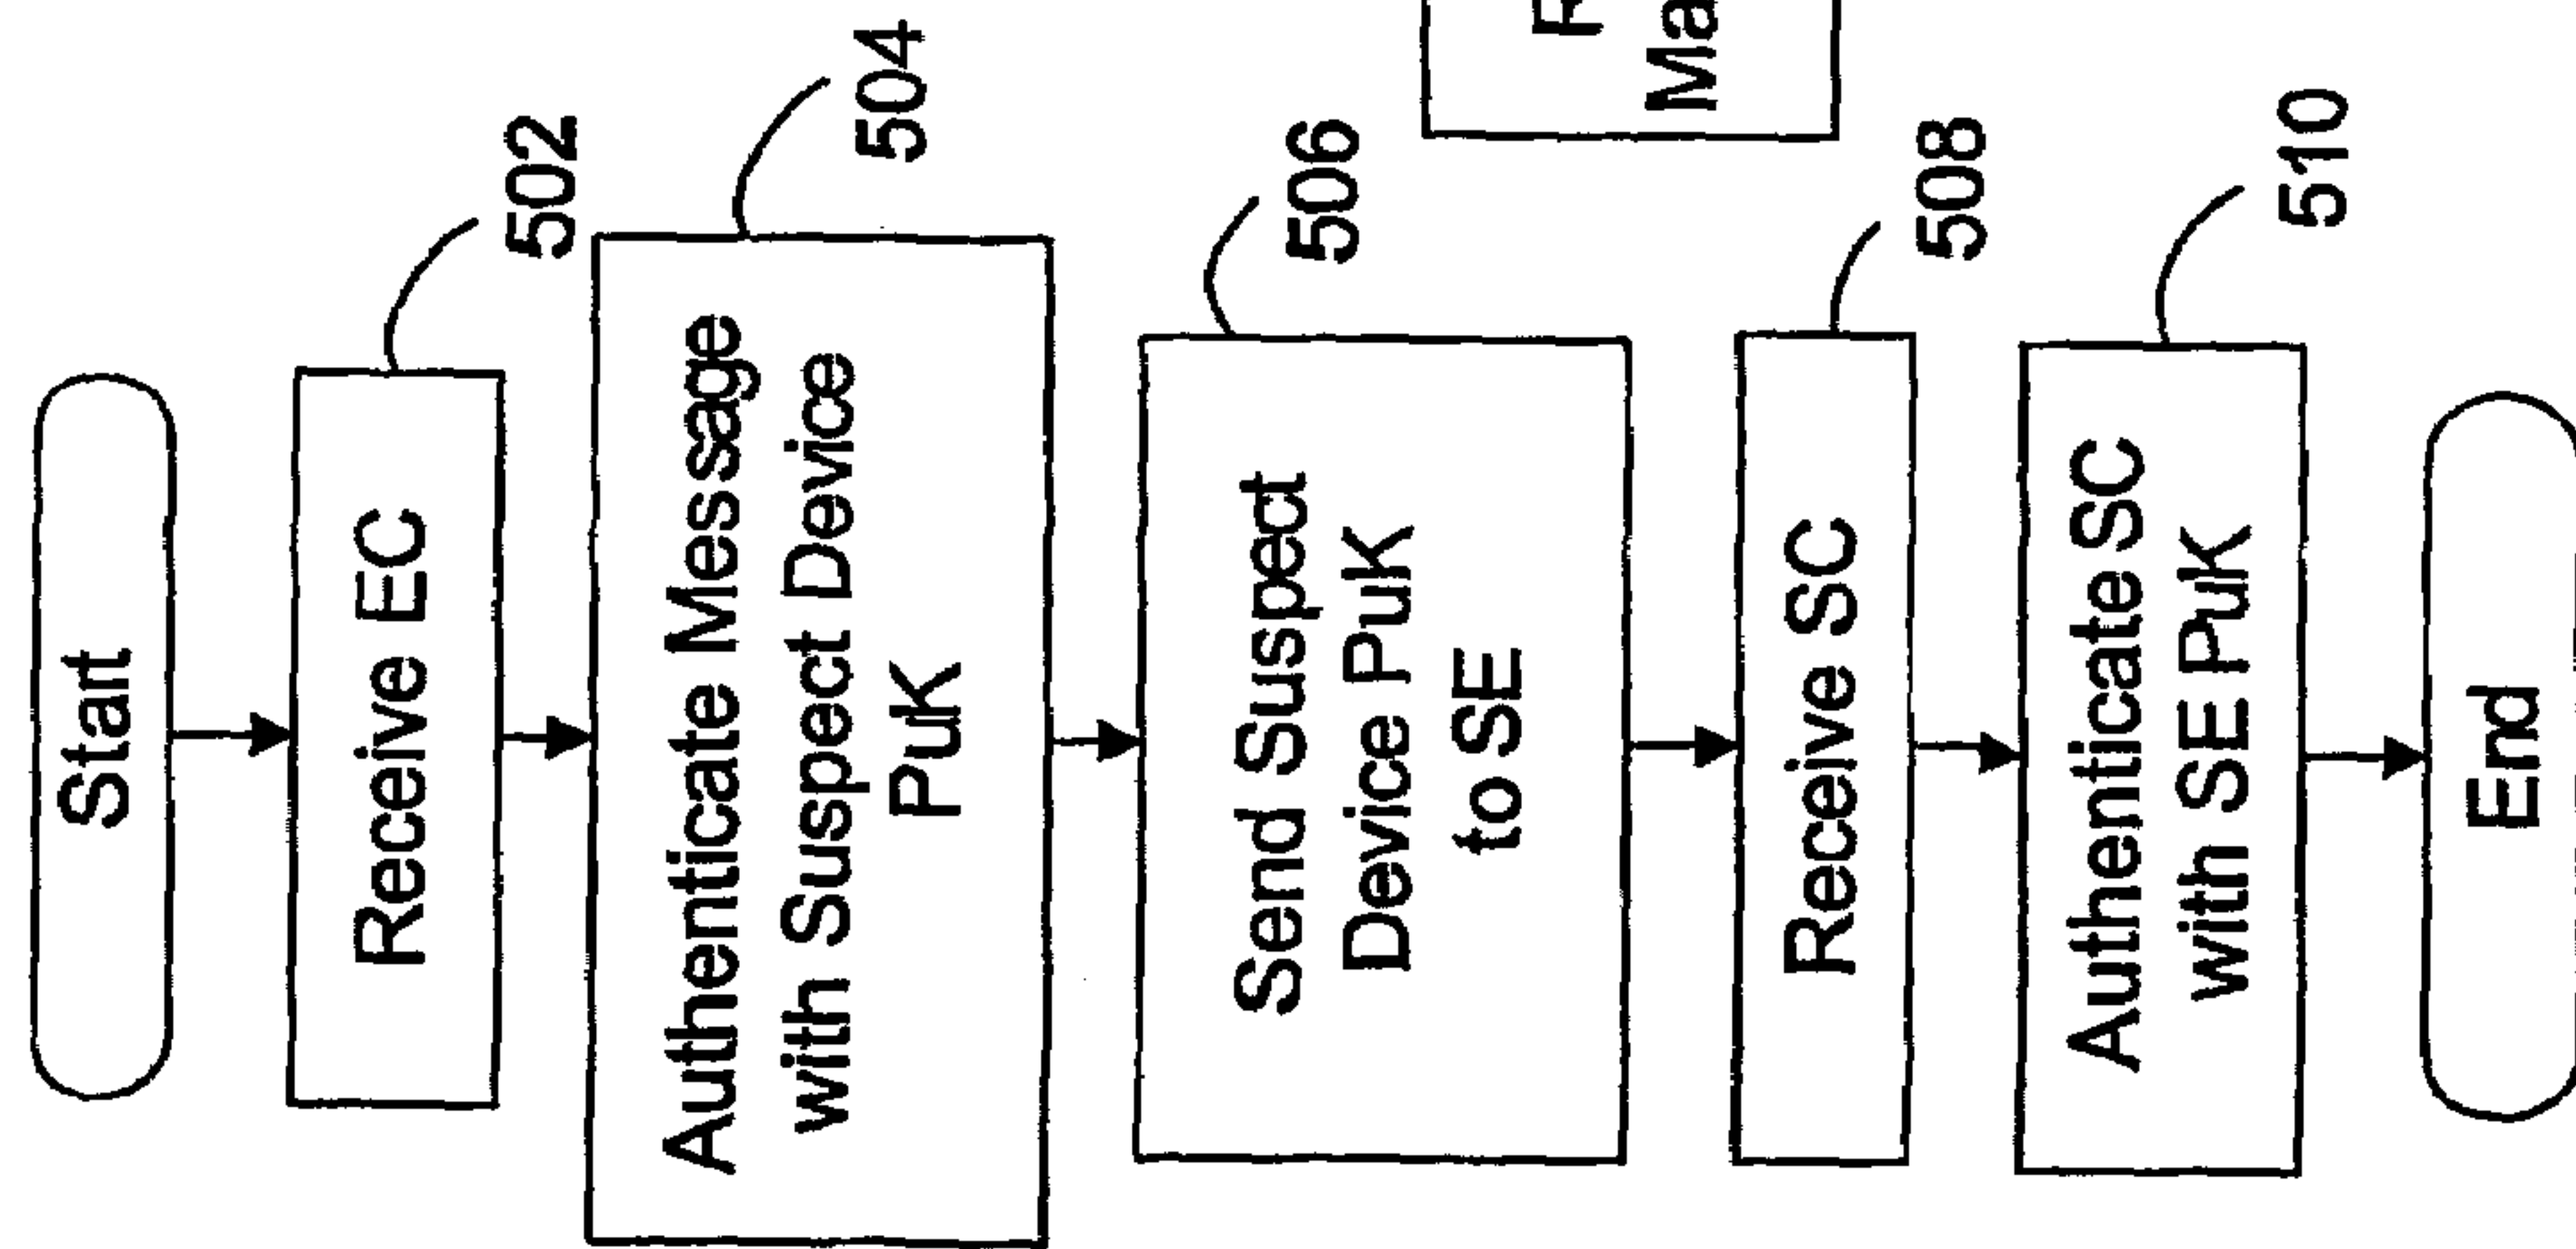 Start
Receive EC
502
Authenticate Message
with Suspect Device
PuK
504
Send Suspect
Device PuK
to SE
506
Receive SC
508
Authenticate SC
with SE PuK
510
End